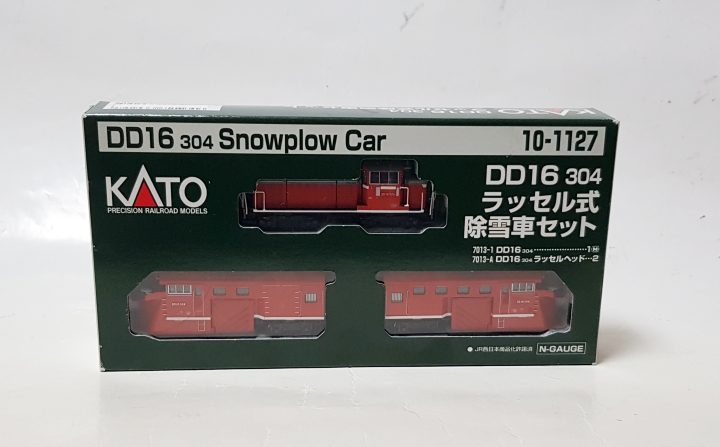 DD16 304 Snowplow Car 10-1127
KATO
PRECISION RAILROAD MODELS
DD16 304
ラッセル式
除雪車セット
7013-1 DD16 304 ･････････････････････1Ⓜ
7013-A DD16 304 ラッセルヘッド･･･2
● JR西日本商品化許諾済
N-GAUGE